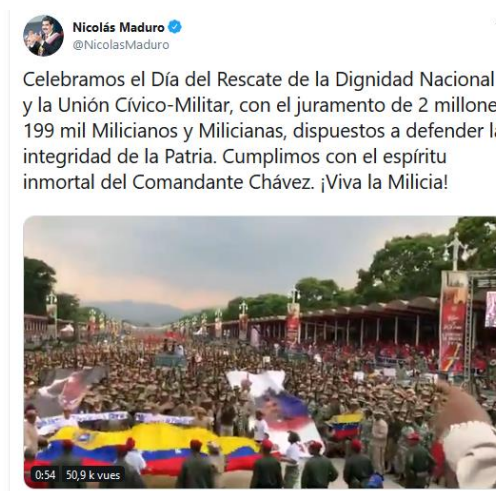 Nicolás Maduro
@NicolasMaduro
Celebramos el Día del Rescate de la Dignidad Nacional
y la Unión Cívico-Militar, con el juramento de 2 millone
199 mil Milicianos y Milicianas, dispuestos a defender l
integridad de la Patria. Cumplimos con el espíritu
inmortal del Comandante Chávez. ¡Viva la Milicia!
0:54 50,9 k vues